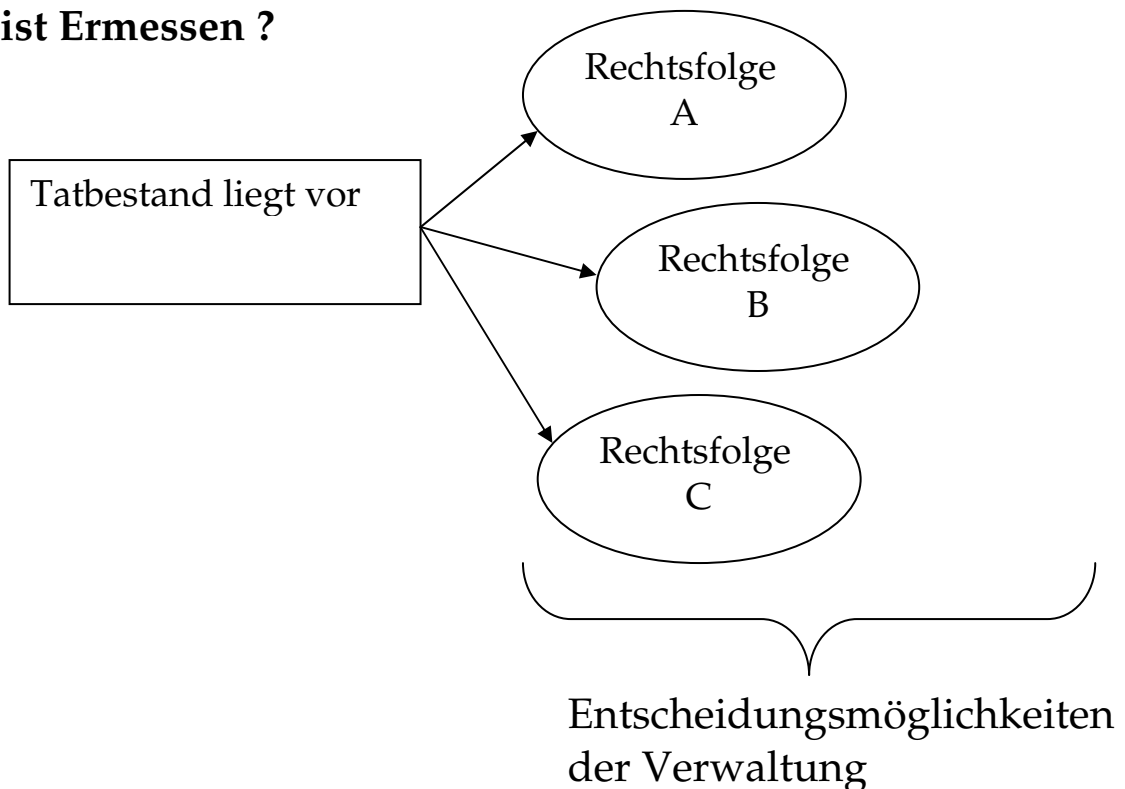 ist Ermessen ?
Rechtsfolge
A
Tatbestand liegt vor
Rechtsfolge
B
Rechtsfolge
C
Entscheidungsmöglichkeiten
der Verwaltung